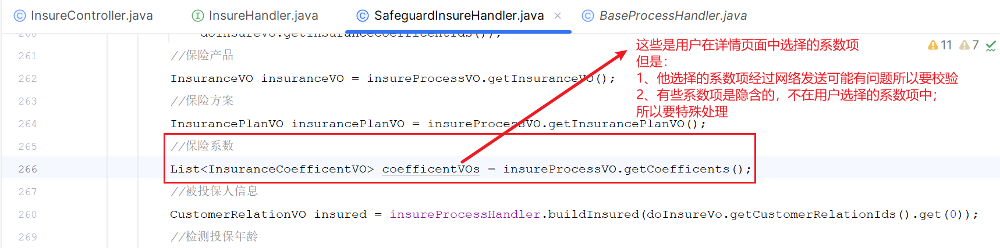 InsureController.java InsureHandler.java SafeguardInsureHandler.java × BaseProcessHandler.java
260 doInsureVo.getInsuranceCoefficentIds());
261 //保险产品
262 InsuranceVO insuranceVO = insureProcessVO.getInsuranceVO();
263 //保险方案
264 InsurancePlanVO insurancePlanVO = insureProcessVO.getInsurancePlanVO();
265 //保险系数
266 List<InsuranceCoefficentVO> coefficentVOs = insureProcessVO.getCoefficents();
267 //被投保人信息
268 CustomerRelationVO insured = insureProcessHandler.buildInsured(doInsureVo.getCustomerRelationIds().get(0));
269 //检测投保年龄
这些是用户在详情页面中选择的系数项
但是：
1、他选择的系数项经过网络发送可能有问题所以要校验
2、有些系数项是隐含的，不在用户选择的系数项中；
所以要特殊处理
11 7